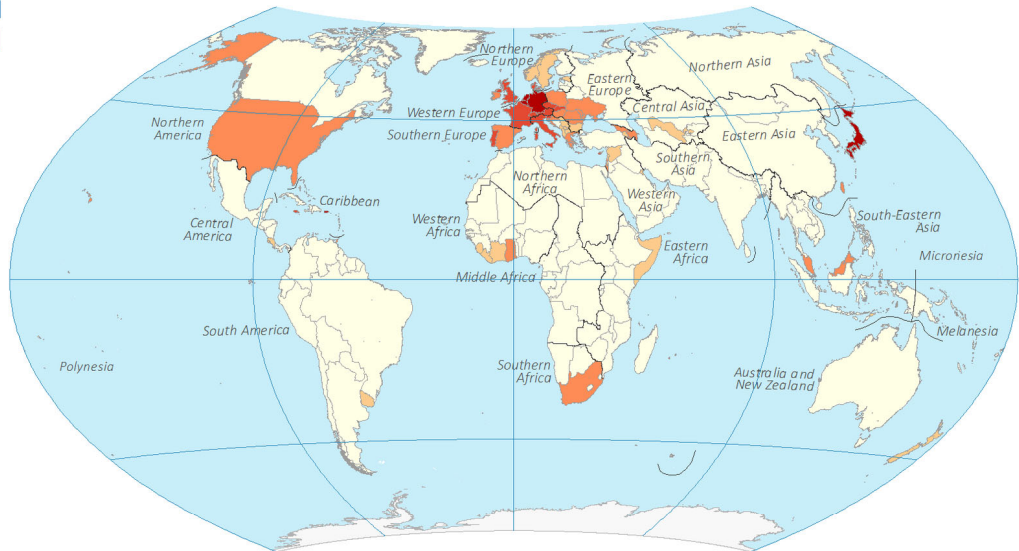 Northern
Europe
Northern Asia
Eastern
Europe
Central Asia
Western Europe
Northern
America
Southern Europe
Eastern Asia
Southern
Asia
Northern
Africa
Western
Asia
Caribbean
Central
America
Western
Africa
South-Eastern
Asia
Eastern
Africa
Micronesia
Middle Africa
South America
Melanesia
Polynesia
Southern
Africa
Australia and
New Zealand